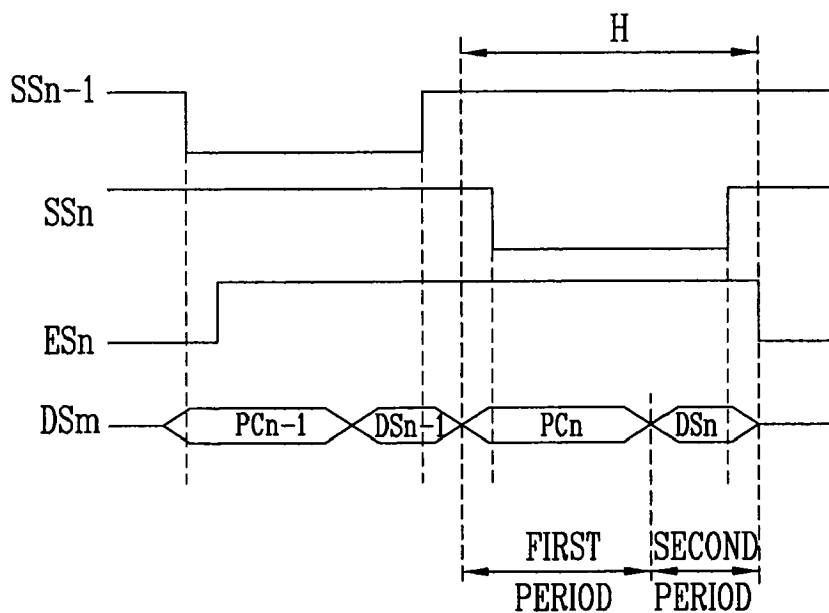 H
SSn-1
SSn
ESn
DSm
PCn-1
DSn-1
PCn
DSn
FIRST
PERIOD
SECOND
PERIOD